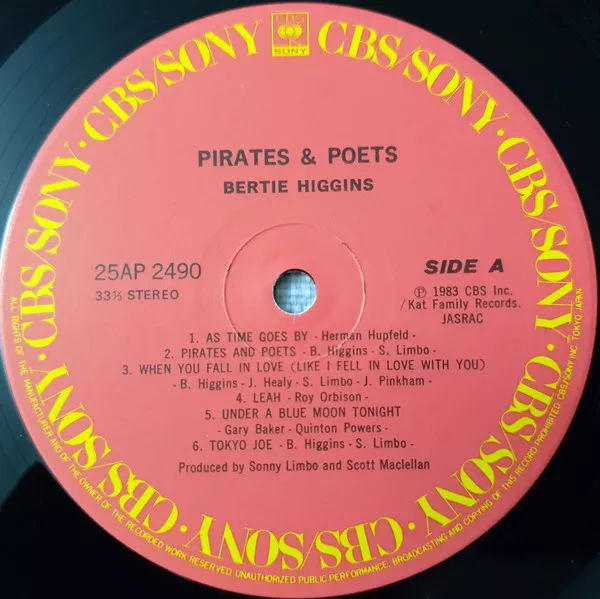 CBS/SONY · CBS/SONY · CBS/SONY · CBS/SONY · CBS/SONY · CBS/SONY · CBS/SONY
CBS
SONY
PIRATES & POETS
BERTIE HIGGINS
25AP 2490
33⅓ STEREO
SIDE A
Ⓟ 1983 CBS Inc.
/Kat Family Records.
JASRAC
1. AS TIME GOES BY - Herman Hupfeld -
2. PIRATES AND POETS - B. Higgins - S. Limbo -
3. WHEN YOU FALL IN LOVE (LIKE I FELL IN LOVE WITH YOU)
- B. Higgins - J. Healy - S. Limbo - J. Pinkham -
4. LEAH - Roy Orbison -
5. UNDER A BLUE MOON TONIGHT
- Gary Baker - Quinton Powers -
6. TOKYO JOE - B. Higgins - S. Limbo -
Produced by Sonny Limbo and Scott Maclellan
ALL RIGHTS OF THE MANUFACTURER AND OF THE OWNER OF THE RECORDED WORK RESERVED. UNAUTHORIZED PUBLIC PERFORMANCE, BROADCASTING AND COPYING OF THIS RECORD PROHIBITED. CBS/SONY INC. TOKYO JAPAN.